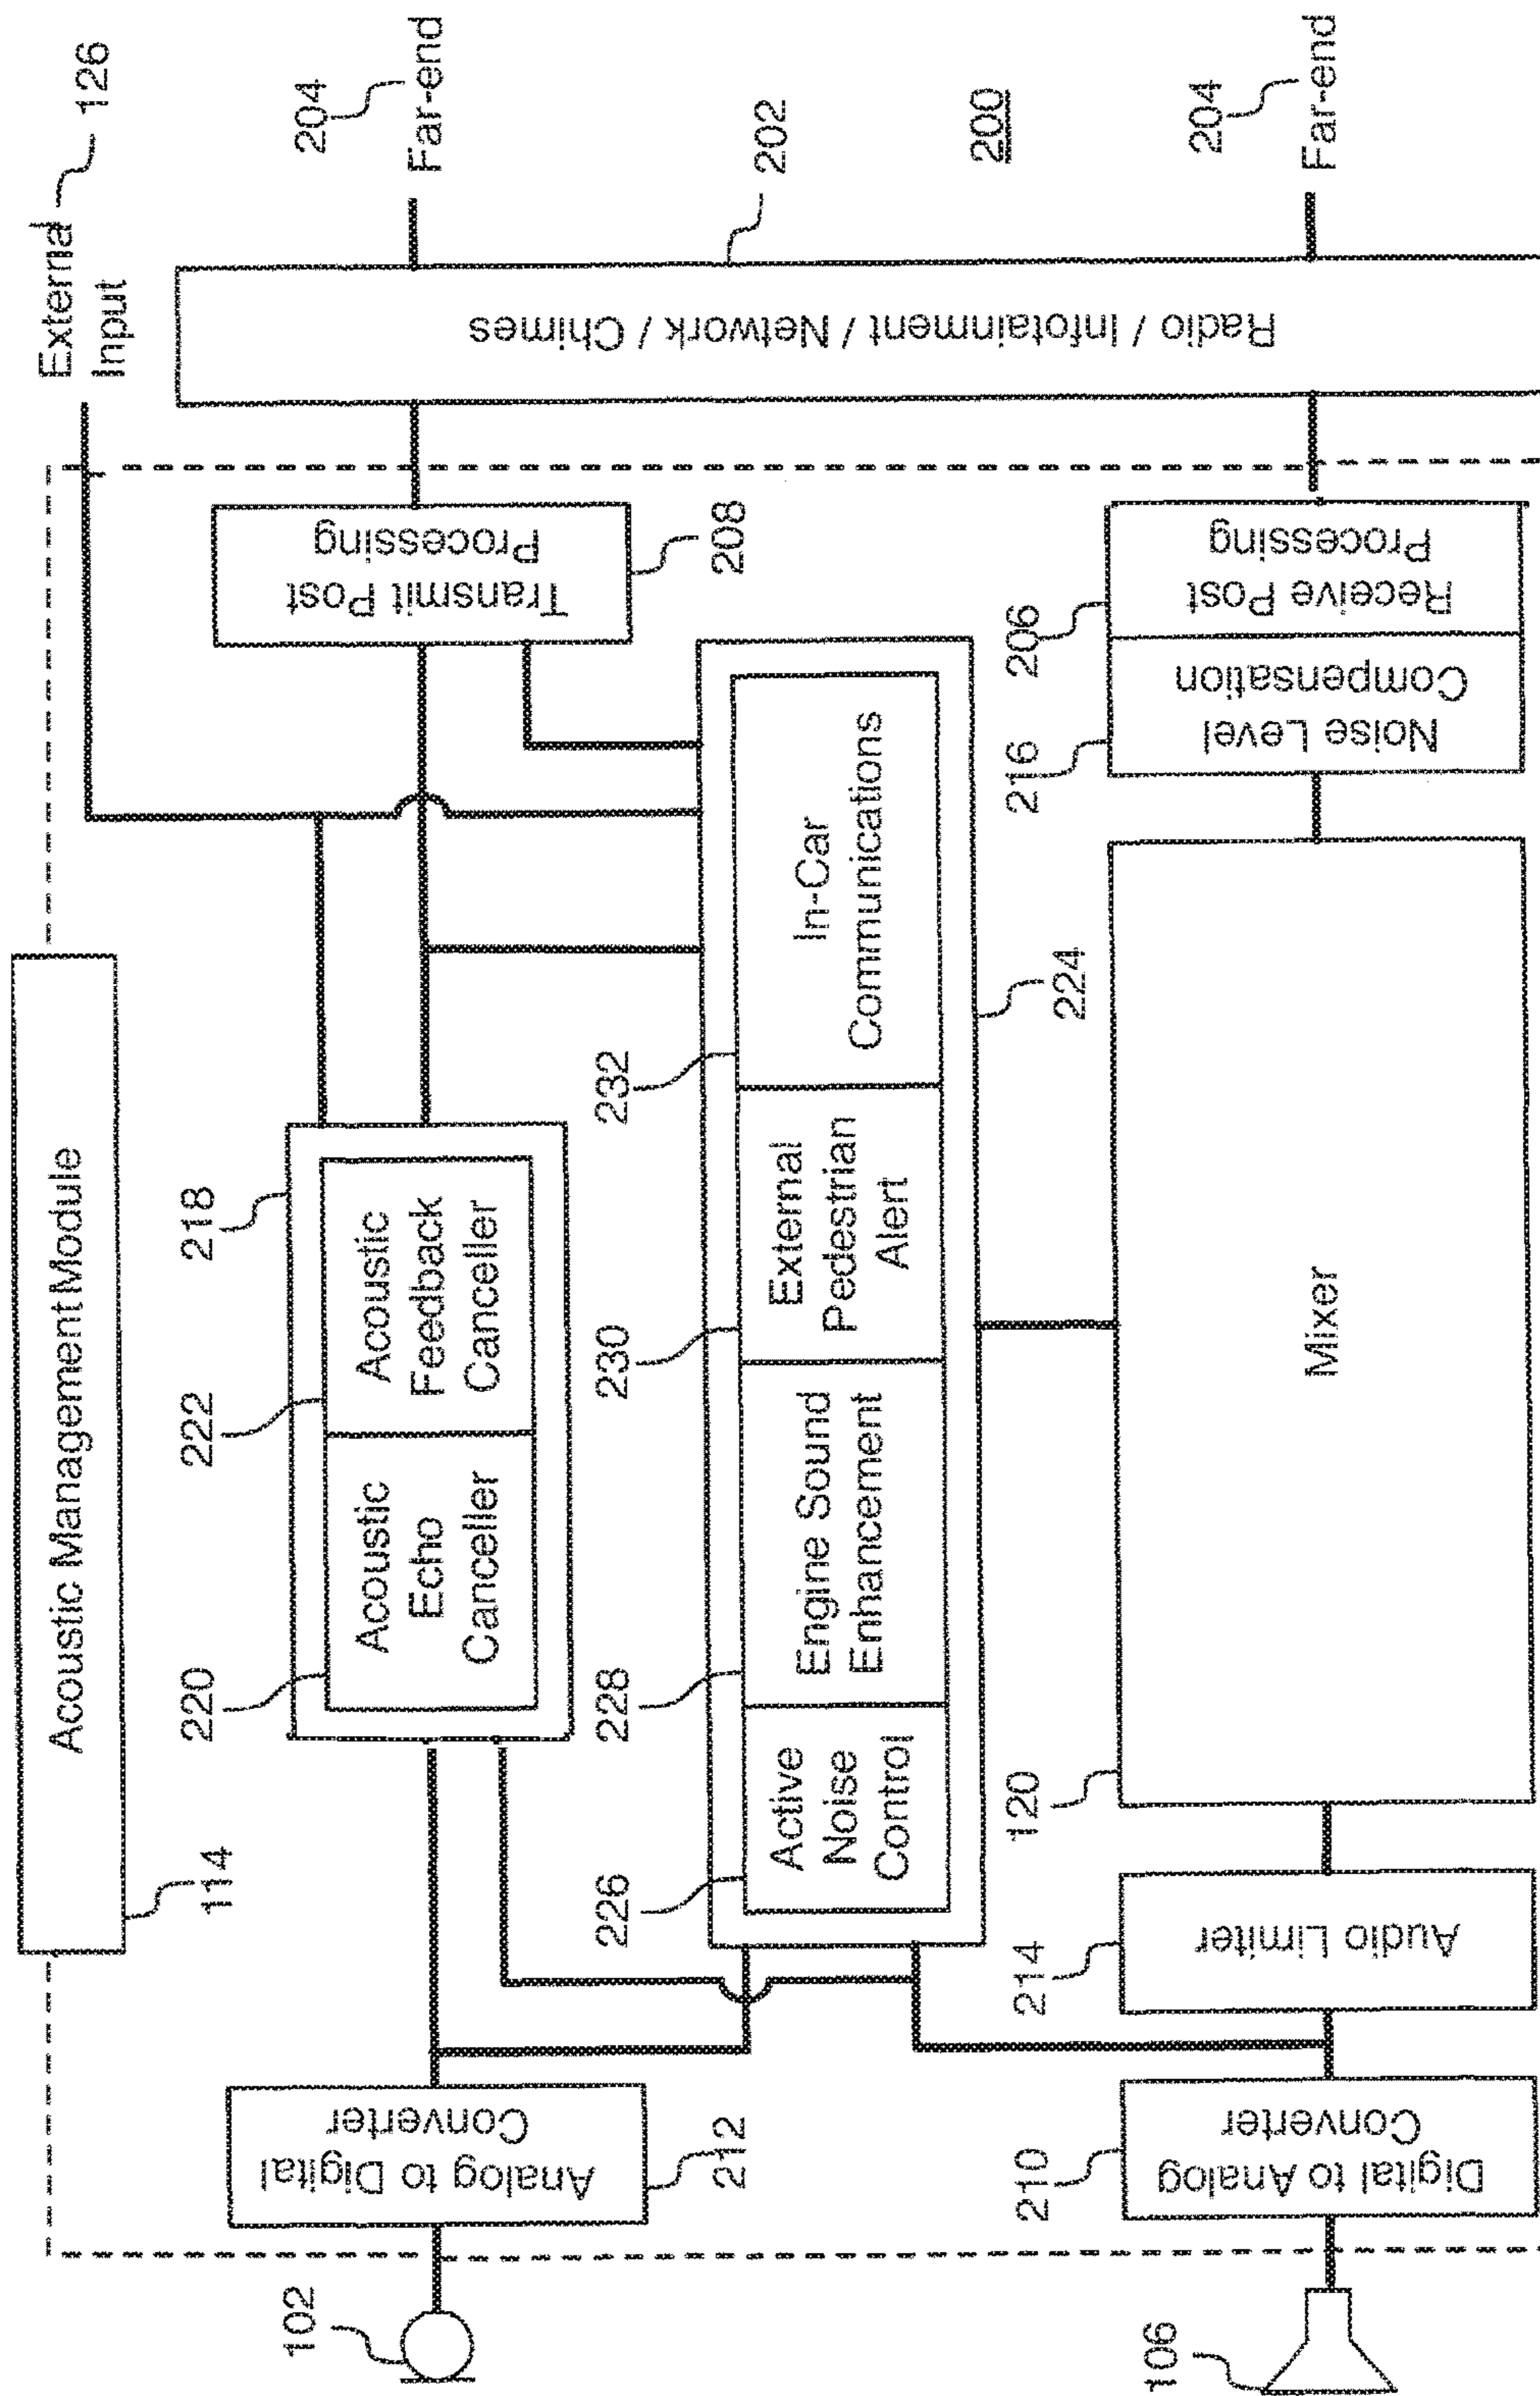 Acoustic Management Module
114
External
Input
126
102
Analog to Digital
Converter
212
220
Acoustic
Echo
Canceller
222
Acoustic
Feedback
Canceller
218
Transmit Post
Processing
208
204
Far-end
226
Active
Noise
Control
228
Engine Sound
Enhancement
230
External
Pedestrian
Alert
232
In-Car
Communications
224
Radio / Infotainment / Network / Chimes
202
200
106
210
Digital to Analog
Converter
214
Audio Limiter
120
Mixer
216
Noise Level
Compensation
206
Receive Post
Processing
204
Far-end